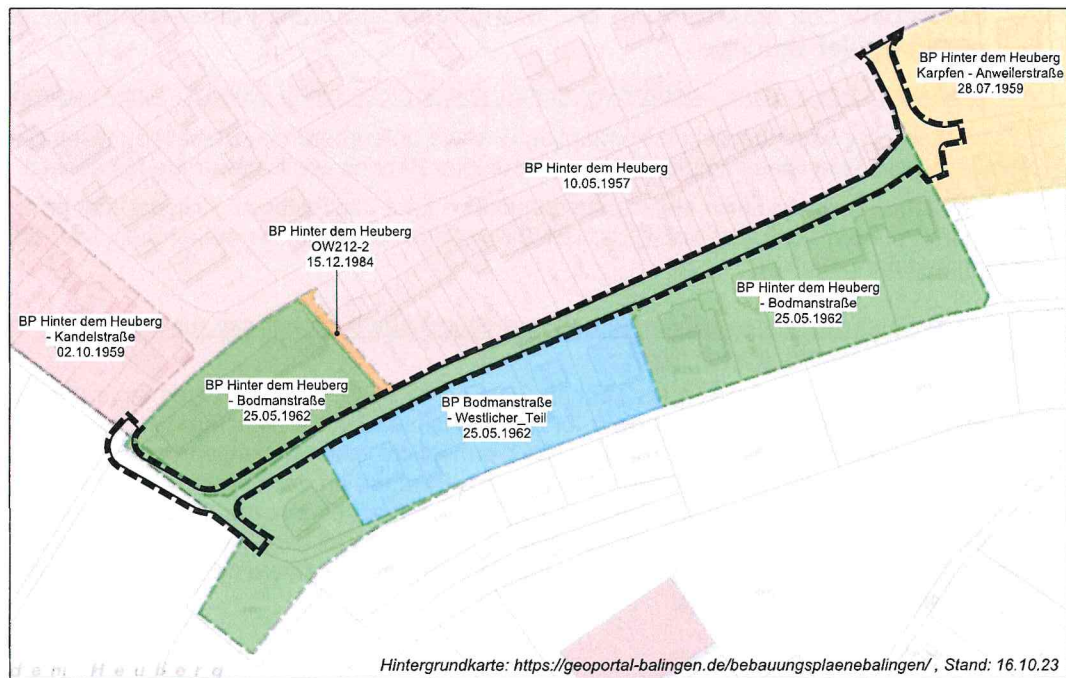 BP Hinter dem Heuberg
Karpfen - Anweilerstraße
28.07.1959
BP Hinter dem Heuberg
10.05.1957
BP Hinter dem Heuberg
OW212-2
15.12.1984
BP Hinter dem Heuberg
- Bodmanstraße
25.05.1962
BP Hinter dem Heuberg
- Kandelstraße
02.10.1959
BP Hinter dem Heuberg
- Bodmanstraße
25.05.1962
BP Bodmanstraße
- Westlicher_Teil
25.05.1962
dem Heuberg
Hintergrundkarte: https://geoportal-balingen.de/bebauungsplaenebalingen/ , Stand: 16.10.23